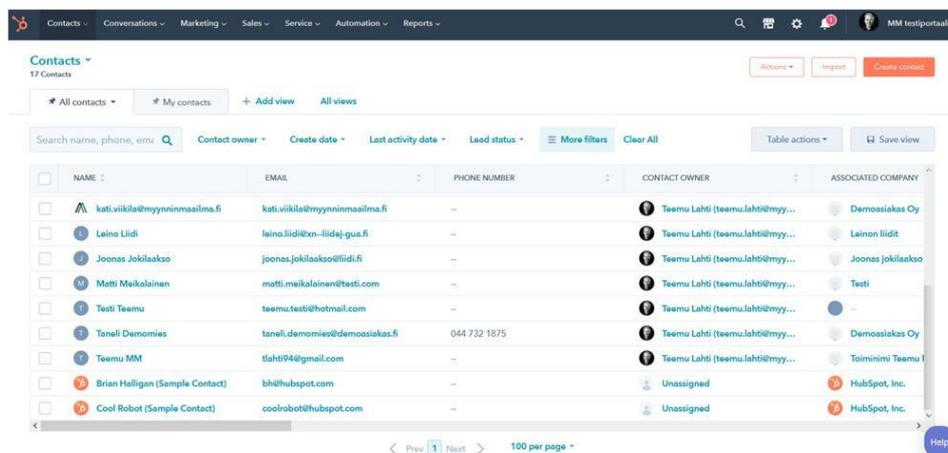 Contacts Conversations Marketing Sales Service Automation Reports 1 MM testiportaali
Contacts
17 Contacts
Actions Import Create contact
All contacts My contacts + Add view All views
Search name, phone, ema Contact owner Create date Last activity date Lead status More filters Clear All Table actions Save view
NAME EMAIL PHONE NUMBER CONTACT OWNER ASSOCIATED COMPANY
kati.viikila@myynninmaailma.fi kati.viikila@myynninmaailma.fi -- Teemu Lahti (teemu.lahti@myy... Demoasiakas Oy
L Leino Liidi leino.liidi@xn--liidej-gua.fi -- Teemu Lahti (teemu.lahti@myy... Leinon liidit
J Joonas Jokilaakso joonas.jokilaakso@liidi.fi -- Teemu Lahti (teemu.lahti@myy... Joonas jokilaakso
M Matti Meikalainen matti.meikalainen@testi.com -- Teemu Lahti (teemu.lahti@myy... Testi
T Testi Teemu teemu.testi@hotmail.com -- Teemu Lahti (teemu.lahti@myy... --
T Taneli Demomies taneli.demomies@demoasiakas.fi 044 732 1875 Teemu Lahti (teemu.lahti@myy... Demoasiakas Oy
T Teemu MM tlahti94@gmail.com -- Teemu Lahti (teemu.lahti@myy... Toiminimi Teemu
Brian Halligan (Sample Contact) bh@hubspot.com -- Unassigned HubSpot, Inc.
Cool Robot (Sample Contact) coolrobot@hubspot.com -- Unassigned HubSpot, Inc.
Prev 1 Next 100 per page
Help